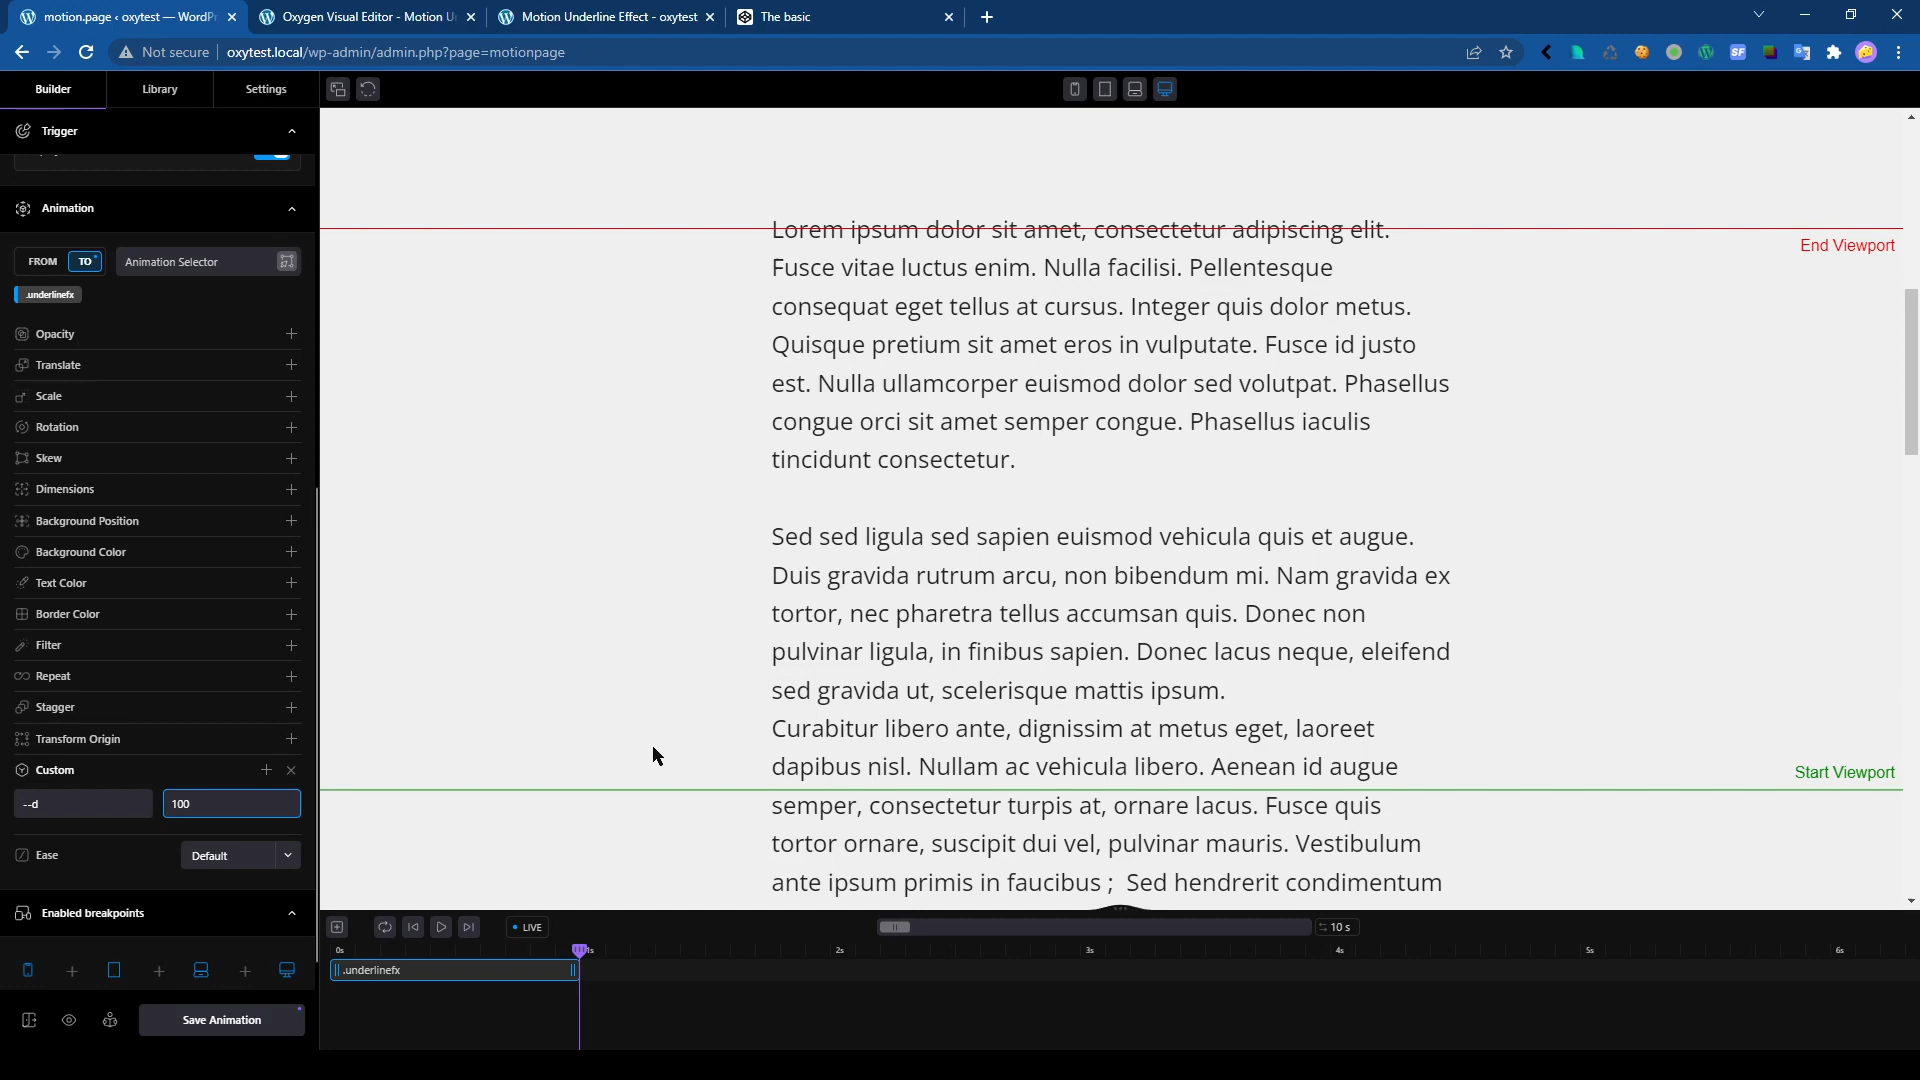 motion.page ‹ oxytest — WordPr
Oxygen Visual Editor - Motion U
Motion Underline Effect - oxytest
The basic
Not secure
oxytest.local/wp-admin/admin.php?page=motionpage
SF
Builder
Library
Settings
Trigger
Animation
FROM
TO
Animation Selector
.underlinefx
Opacity
Translate
Scale
Rotation
Skew
Dimensions
Background Position
Background Color
Text Color
Border Color
Filter
Repeat
Stagger
Transform Origin
Custom
--d
100
Ease
Default
Enabled breakpoints
Save Animation
Lorem ipsum dolor sit amet, consectetur adipiscing elit.
End Viewport
Fusce vitae luctus enim. Nulla facilisi. Pellentesque
consequat eget tellus at cursus. Integer quis dolor metus.
Quisque pretium sit amet eros in vulputate. Fusce id justo
est. Nulla ullamcorper euismod dolor sed volutpat. Phasellus
congue orci sit amet semper congue. Phasellus iaculis
tincidunt consectetur.
Sed sed ligula sed sapien euismod vehicula quis et augue.
Duis gravida rutrum arcu, non bibendum mi. Nam gravida ex
tortor, nec pharetra tellus accumsan quis. Donec non
pulvinar ligula, in finibus sapien. Donec lacus neque, eleifend
sed gravida ut, scelerisque mattis ipsum.
Curabitur libero ante, dignissim at metus eget, laoreet
dapibus nisl. Nullam ac vehicula libero. Aenean id augue
Start Viewport
semper, consectetur turpis at, ornare lacus. Fusce quis
tortor ornare, suscipit dui vel, pulvinar mauris. Vestibulum
ante ipsum primis in faucibus ; Sed hendrerit condimentum
LIVE
10 s
0s
1s
2s
3s
4s
5s
6s
.underlinefx